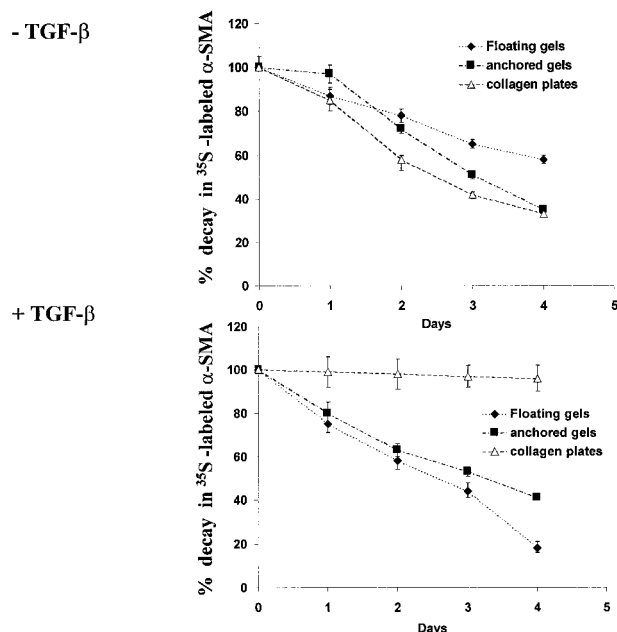 - TGF-β
% decay in ³⁵S -labeled α-SMA
120
100
80
60
40
20
0
Floating gels
anchored gels
collagen plates
0 1 2 3 4 5
Days
+ TGF-β
% decay in ³⁵S -labeled α-SMA
120
100
80
60
40
20
0
Floating gels
anchored gels
collagen plates
0 1 2 3 4 5
Days